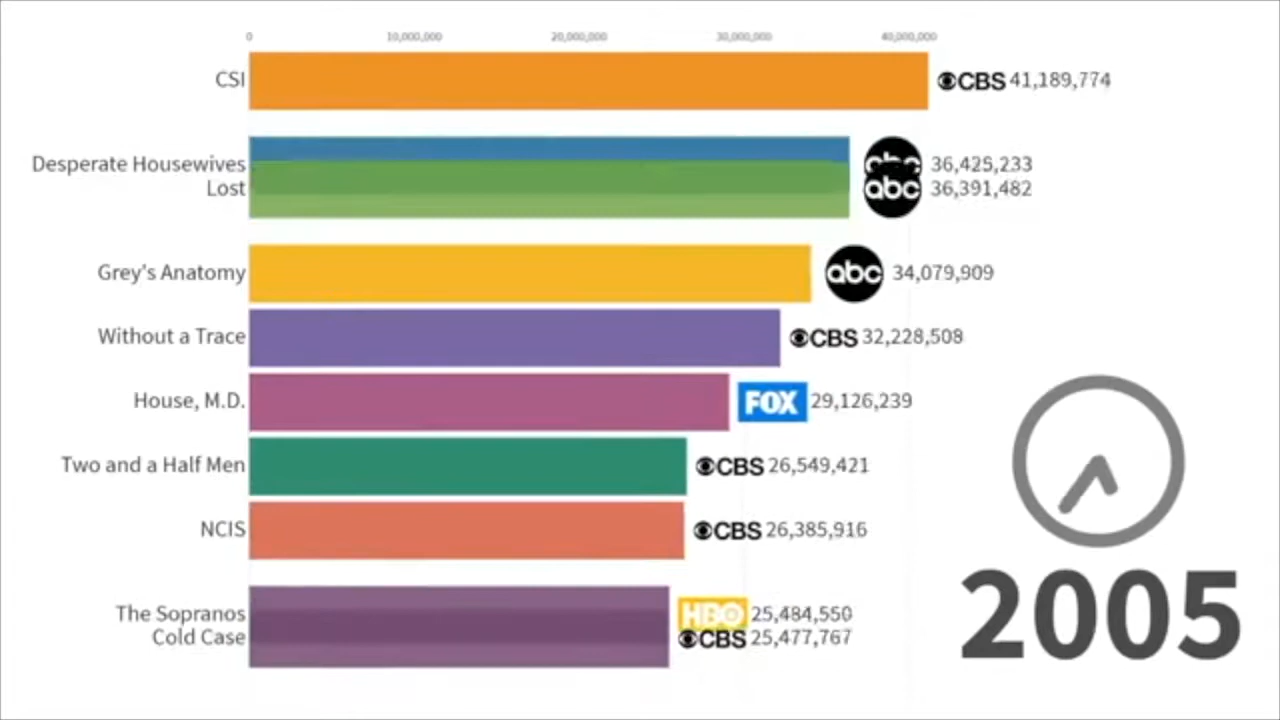 0 10,000,000 20,000,000 30,000,000 40,000,000
CSI CBS 41,189,774
Desperate Housewives abc 36,425,233
Lost abc 36,391,482
Grey's Anatomy abc 34,079,909
Without a Trace CBS 32,228,508
House, M.D. FOX 29,126,239
Two and a Half Men CBS 26,549,421
NCIS CBS 26,385,916
The Sopranos HBO 25,484,550
Cold Case CBS 25,477,767
2005